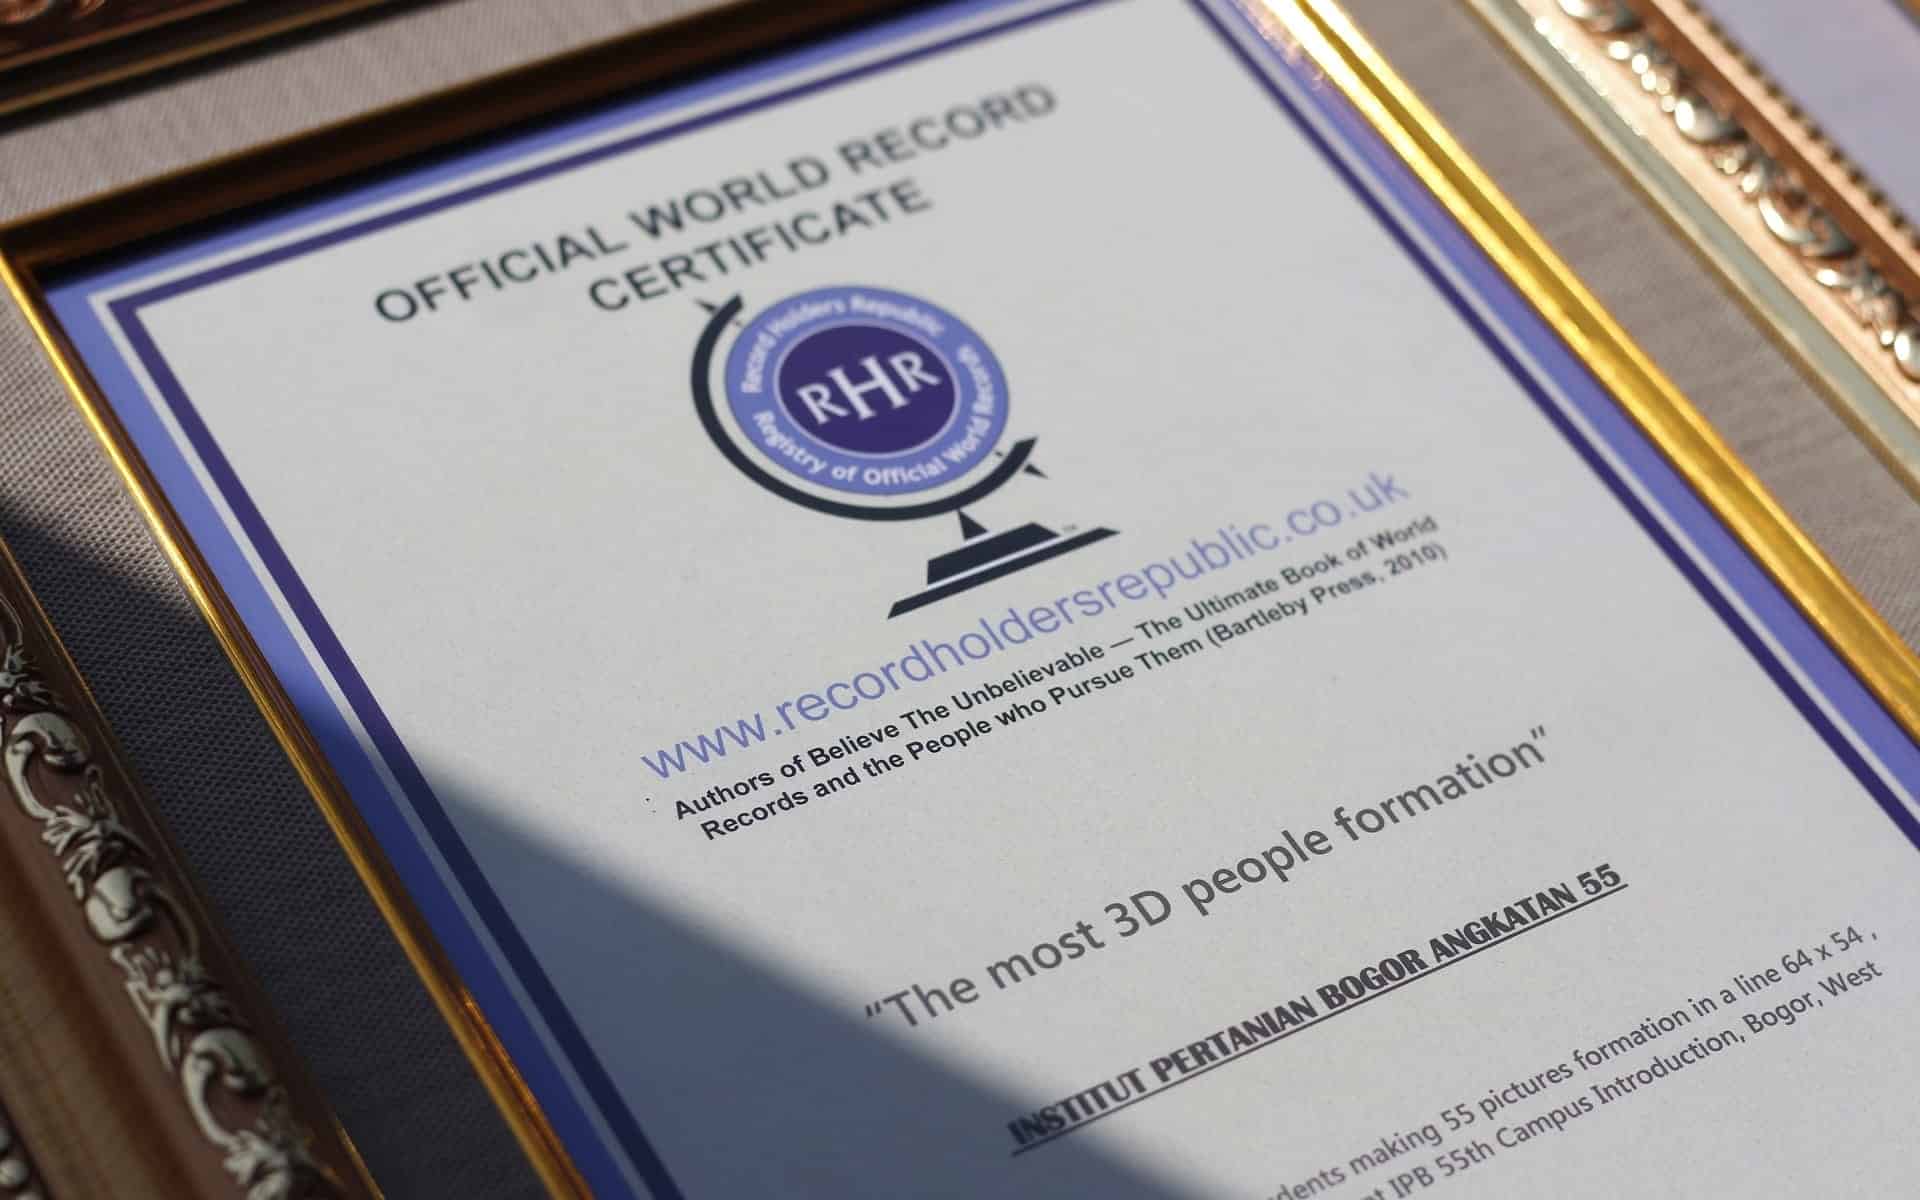 OFFICIAL WORLD RECORD
CERTIFICATE
Record Holders Republic
RHR
Registry of Official World Records
www.recordholdersrepublic.co.uk
Authors of Believe The Unbelievable — The Ultimate Book of World
Records and the People who Pursue Them (Bartleby Press, 2010)
“The most 3D people formation”
INSTITUT PERTANIAN BOGOR ANGKATAN 55
making 55 pictures formation in a line 64 x 54 ,
IPB 55th Campus Introduction, Bogor, West